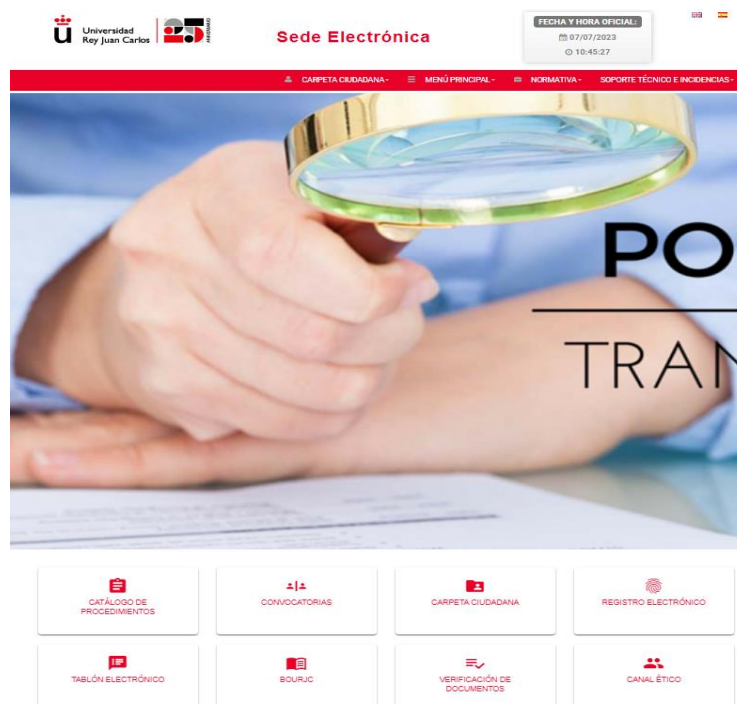 Universidad
Rey Juan Carlos
25
ANIVERSARIO
Sede Electrónica
FECHA Y HORA OFICIAL:
07/07/2023
10:45:27
CARPETA CIUDADANA
MENÚ PRINCIPAL
NORMATIVA
SOPORTE TÉCNICO E INCIDENCIAS
PO
TRAN
CATÁLOGO DE
PROCEDIMIENTOS
CONVOCATORIAS
CARPETA CIUDADANA
REGISTRO ELECTRÓNICO
TABLÓN ELECTRÓNICO
BOURJC
VERIFICACIÓN DE
DOCUMENTOS
CANAL ÉTICO